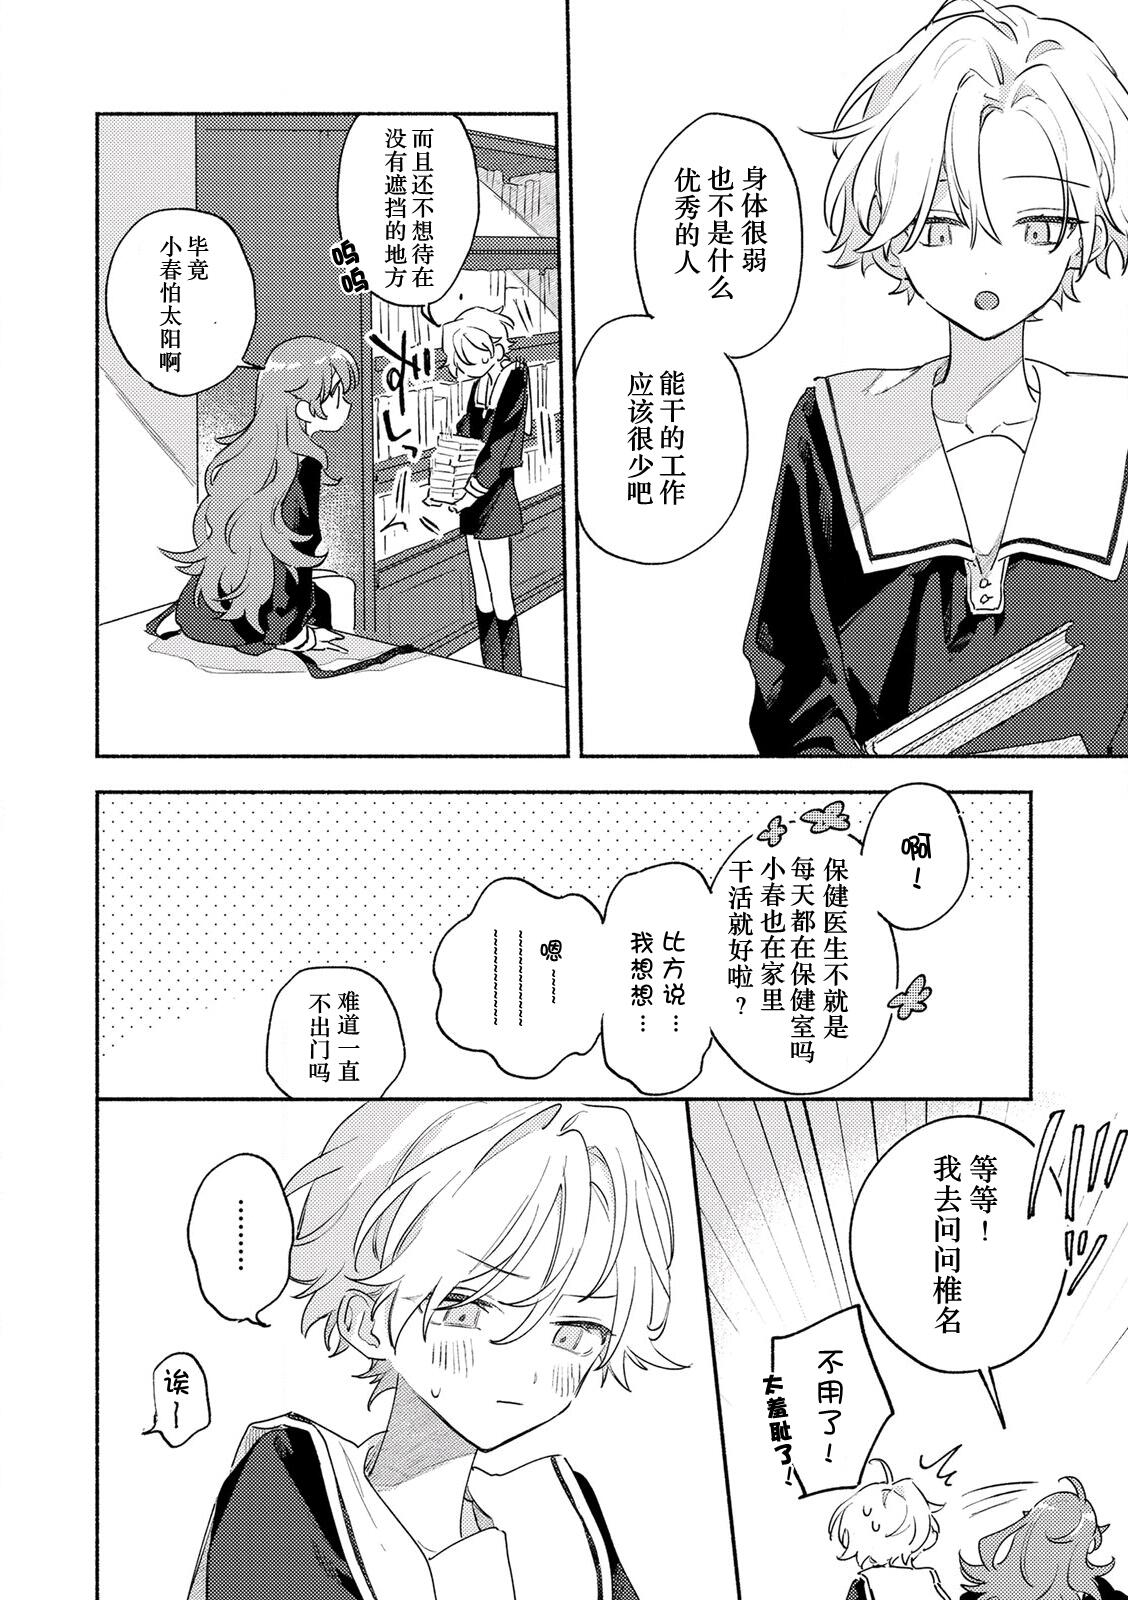 身体很弱
也不是什么
优秀的人
能干的工作
应该很少吧
而且还不想待在
没有遮挡的地方
呜
呜
毕竟
小春怕太阳啊
啊！
保健医生不就是
每天都在保健室吗
小春也在家里
干活就好啦？
比方说…
我想想…
嗯~~~~
~~~~~~~~~~
~~~~~~~~~~
难道一直
不出门吗
等等！
我去问问椎名
不用了！
太羞耻了！
………
诶~